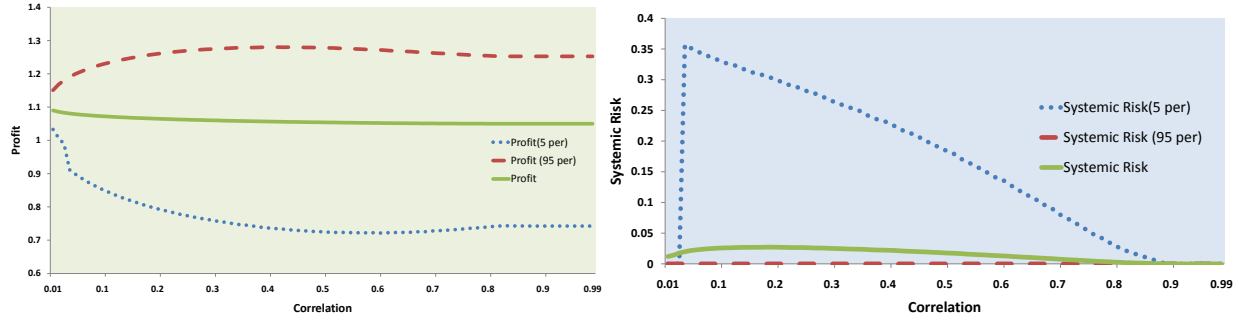 1.4
1.3
1.2
1.1
1
0.9
0.8
0.7
0.6
Profit
0.01 0.1 0.2 0.3 0.4 0.5 0.6 0.7 0.8 0.9 0.99
Correlation
Profit(5 per)
Profit (95 per)
Profit
0.4
0.35
0.3
0.25
0.2
0.15
0.1
0.05
0
Systemic Risk
0.01 0.1 0.2 0.3 0.4 0.5 0.6 0.7 0.8 0.9 0.99
Correlation
Systemic Risk(5 per)
Systemic Risk (95 per)
Systemic Risk